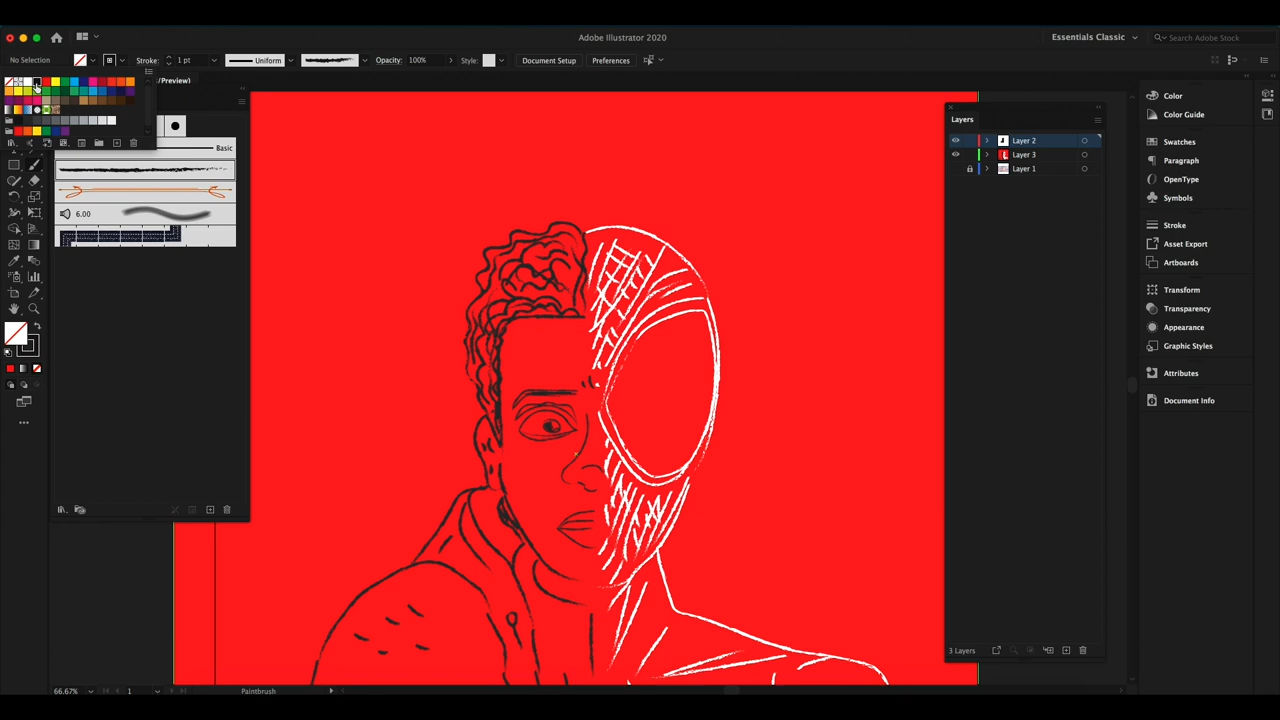 Adobe Illustrator 2020
Essentials Classic
Search Adobe Stock
No Selection
Stroke:
1 pt
Uniform
Opacity:
100%
Style:
Document Setup
Preferences
/Preview)
Basic
6.00
Layers
Layer 2
Layer 3
Layer 1
3 Layers
Color
Color Guide
Swatches
Paragraph
OpenType
Symbols
Stroke
Asset Export
Artboards
Transform
Transparency
Appearance
Graphic Styles
Attributes
Document Info
66.67%
1
Paintbrush